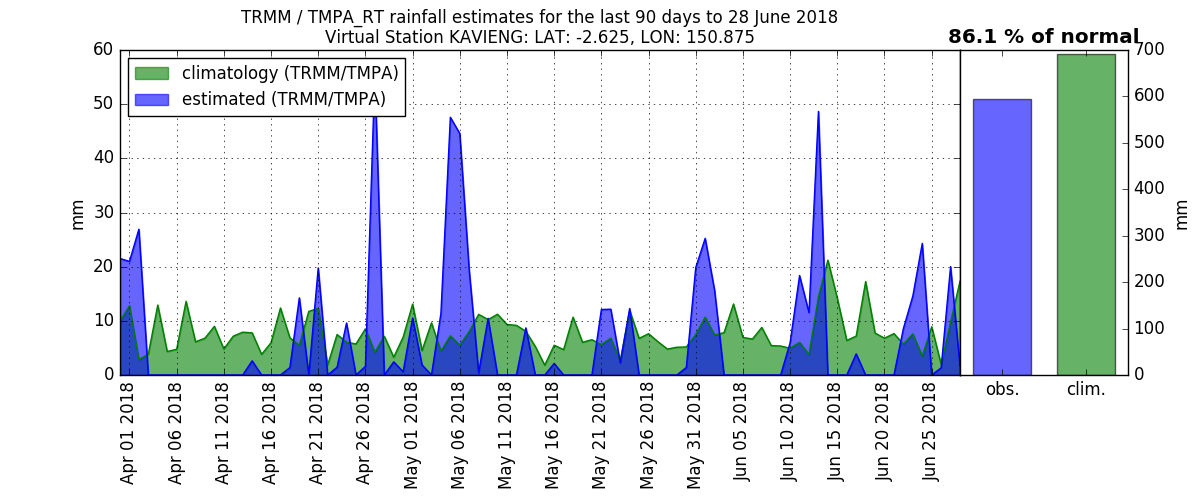 TRMM / TMPA_RT rainfall estimates for the last 90 days to 28 June 2018
Virtual Station KAVIENG: LAT: -2.625, LON: 150.875
86.1 % of normal
climatology (TRMM/TMPA)
estimated (TRMM/TMPA)
60
50
40
30
20
10
0
mm
700
600
500
400
300
200
100
0
mm
Apr 01 2018
Apr 06 2018
Apr 11 2018
Apr 16 2018
Apr 21 2018
Apr 26 2018
May 01 2018
May 06 2018
May 11 2018
May 16 2018
May 21 2018
May 26 2018
May 31 2018
Jun 05 2018
Jun 10 2018
Jun 15 2018
Jun 20 2018
Jun 25 2018
obs.
clim.